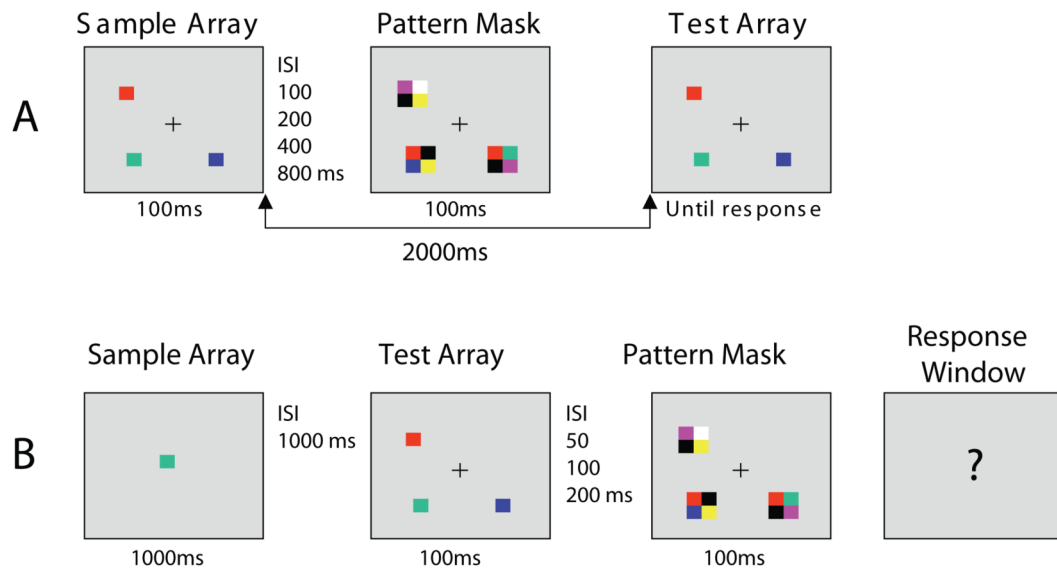 Sample Array
Pattern Mask
Test Array
A
ISI
100
200
400
800 ms
100ms
100ms
Until response
2000ms
Sample Array
Test Array
Pattern Mask
Response
Window
B
ISI
1000 ms
ISI
50
100
200 ms
?
1000ms
100ms
100ms